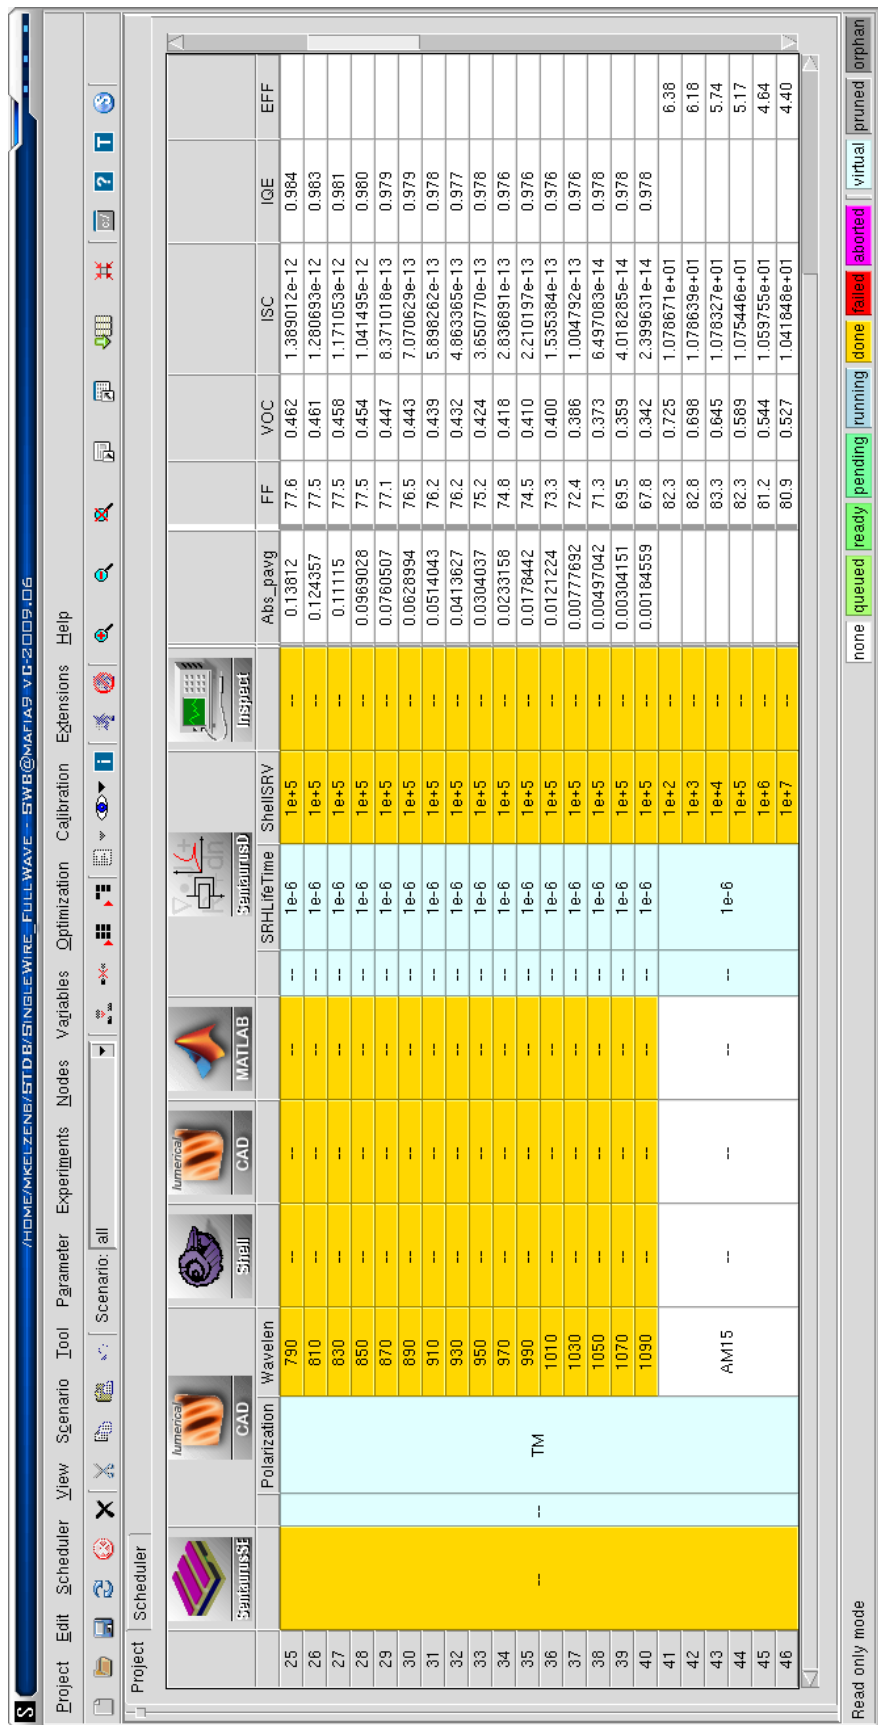 S /HOME/MKELZENB/STDB/SINGLEWIRE_FULLWAVE - SWB@MAFIA9 VC-2009.06
Project Edit Scheduler View Scenario Tool Parameter Experiments Nodes Variables Optimization Calibration Extensions Help
Scenario: all i c:/ ? T S
Project Scheduler
SentaurusSE lumerical CAD Shell lumerical CAD MATLAB SentaurusD Inspect
Polarization Wavelen SRHLifeTime ShellSRV Abs_pavg FF VOC ISC IQE EFF
25 790 -- -- -- -- 1e-6 1e+5 -- 0.13812 77.6 0.462 1.389012e-12 0.984
26 810 -- -- -- -- 1e-6 1e+5 -- 0.124357 77.5 0.461 1.280693e-12 0.983
27 830 -- -- -- -- 1e-6 1e+5 -- 0.11115 77.5 0.458 1.171053e-12 0.981
28 850 -- -- -- -- 1e-6 1e+5 -- 0.0969028 77.5 0.454 1.041495e-12 0.980
29 870 -- -- -- -- 1e-6 1e+5 -- 0.0760507 77.1 0.447 8.371018e-13 0.979
30 890 -- -- -- -- 1e-6 1e+5 -- 0.0628994 76.5 0.443 7.070629e-13 0.979
31 910 -- -- -- -- 1e-6 1e+5 -- 0.0514043 76.2 0.439 5.898262e-13 0.978
32 930 -- -- -- -- 1e-6 1e+5 -- 0.0413627 76.2 0.432 4.863365e-13 0.977
33 950 -- -- -- -- 1e-6 1e+5 -- 0.0304037 75.2 0.424 3.650770e-13 0.978
34 970 -- -- -- -- 1e-6 1e+5 -- 0.0233158 74.8 0.418 2.836891e-13 0.976
35 -- -- TM 990 -- -- -- -- 1e-6 1e+5 -- 0.0178442 74.5 0.410 2.210197e-13 0.976
36 1010 -- -- -- -- 1e-6 1e+5 -- 0.0121224 73.3 0.400 1.535384e-13 0.976
37 1030 -- -- -- -- 1e-6 1e+5 -- 0.00777692 72.4 0.386 1.004792e-13 0.976
38 1050 -- -- -- -- 1e-6 1e+5 -- 0.00497042 71.3 0.373 6.497083e-14 0.978
39 1070 -- -- -- -- 1e-6 1e+5 -- 0.00304151 69.5 0.359 4.018285e-14 0.978
40 1090 -- -- -- -- 1e-6 1e+5 -- 0.00184559 67.8 0.342 2.399631e-14 0.978
41 1e+2 -- 82.3 0.725 1.078671e+01 6.38
42 1e+3 -- 82.8 0.698 1.078639e+01 6.18
43 AM15 -- -- -- -- 1e-6 1e+4 -- 83.3 0.645 1.078327e+01 5.74
44 1e+5 -- 82.3 0.589 1.075446e+01 5.17
45 1e+6 -- 81.2 0.544 1.059755e+01 4.64
46 1e+7 -- 80.9 0.527 1.041848e+01 4.40
Read only mode none queued ready pending running done failed aborted virtual pruned orphan